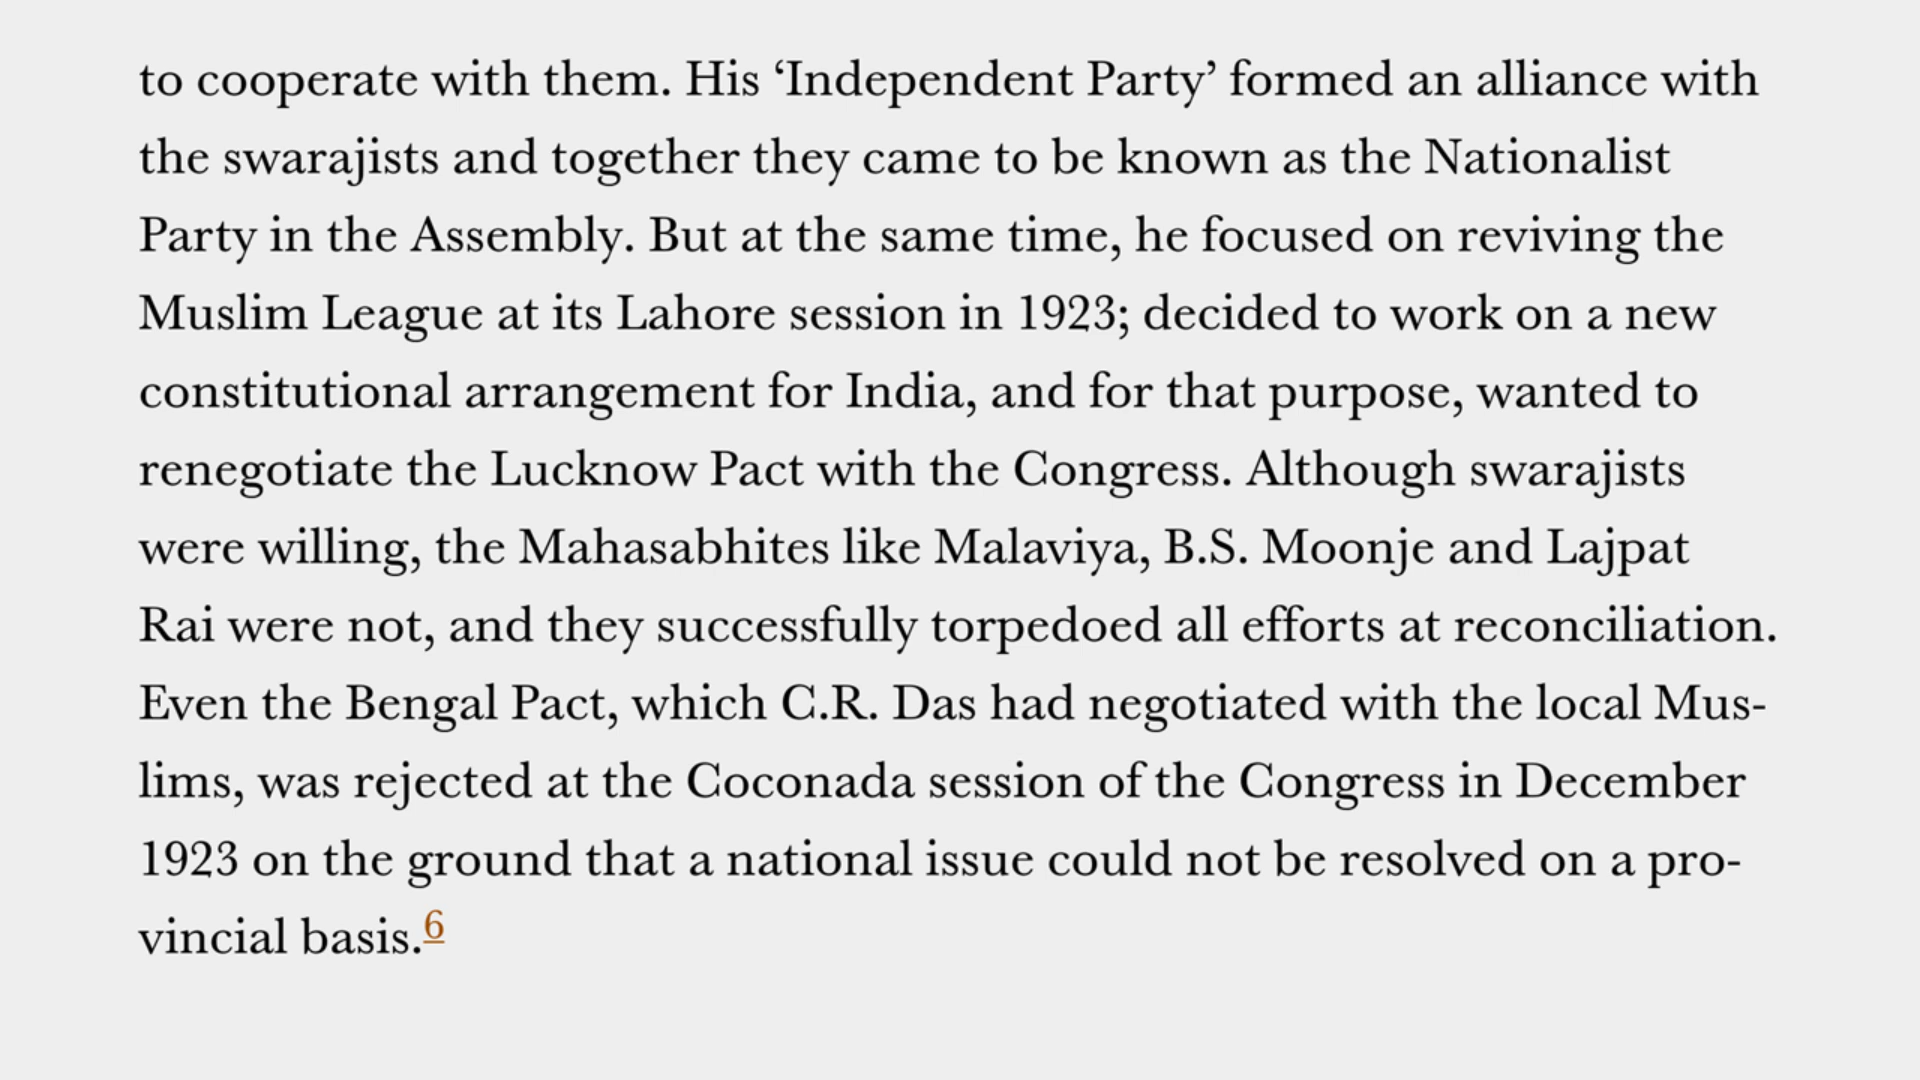 to cooperate with them. His ‘Independent Party’ formed an alliance with
the swarajists and together they came to be known as the Nationalist
Party in the Assembly. But at the same time, he focused on reviving the
Muslim League at its Lahore session in 1923; decided to work on a new
constitutional arrangement for India, and for that purpose, wanted to
renegotiate the Lucknow Pact with the Congress. Although swarajists
were willing, the Mahasabhites like Malaviya, B.S. Moonje and Lajpat
Rai were not, and they successfully torpedoed all efforts at reconciliation.
Even the Bengal Pact, which C.R. Das had negotiated with the local Mus-
lims, was rejected at the Coconada session of the Congress in December
1923 on the ground that a national issue could not be resolved on a pro-
vincial basis.6